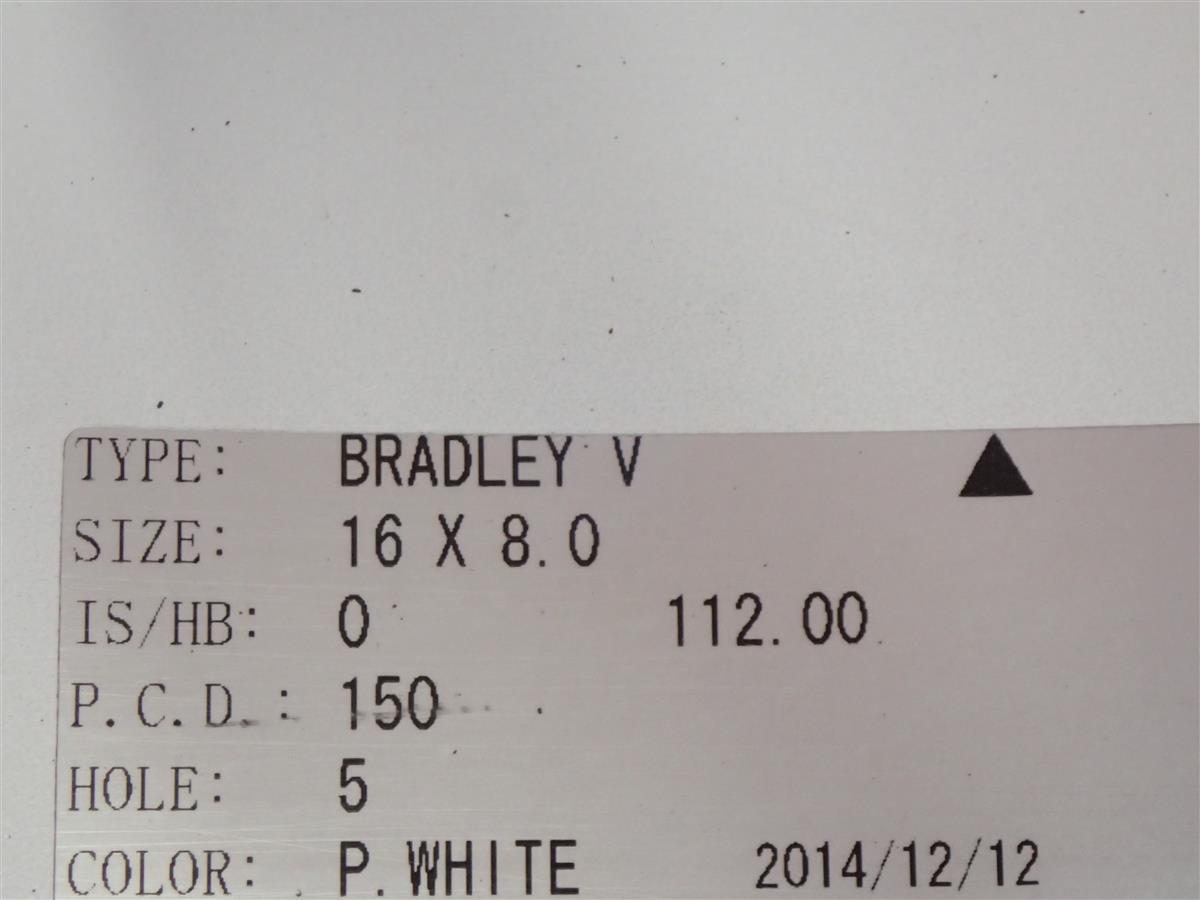 TYPE: BRADLEY V ▲
SIZE: 16 X 8.0
IS/HB: 0 112.00
P.C.D.: 150
HOLE: 5
COLOR: P.WHITE 2014/12/12